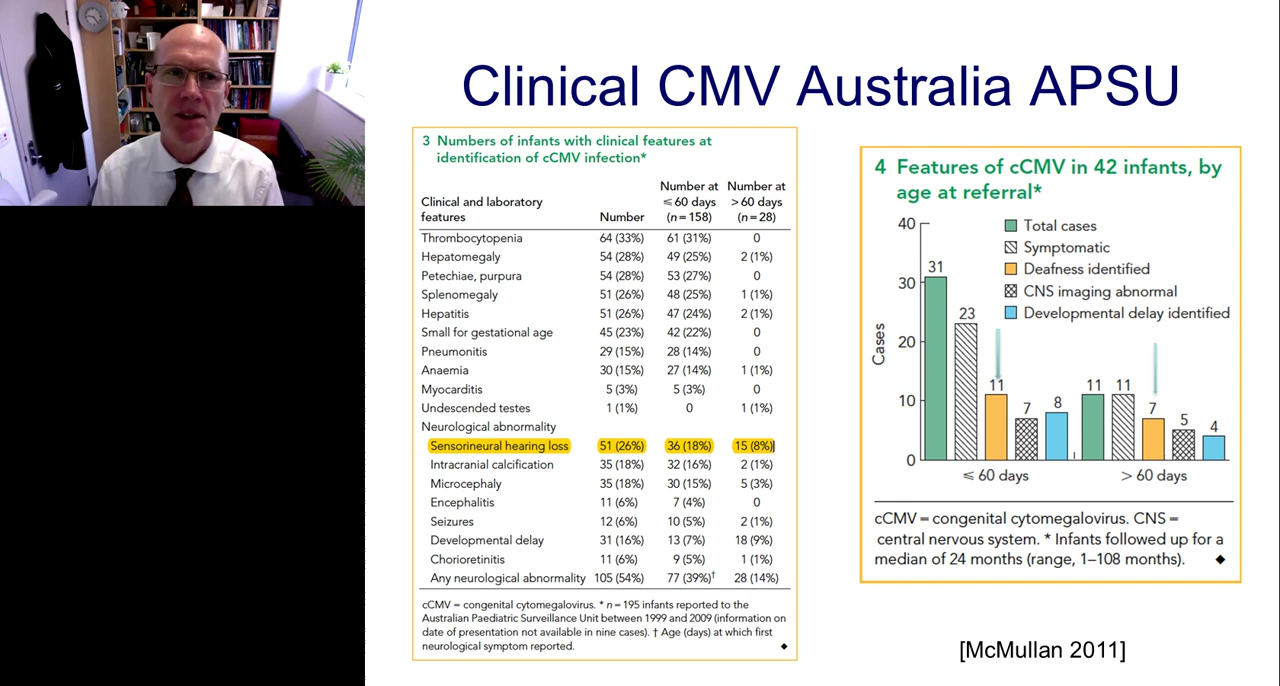 Clinical CMV Australia APSU
3 Numbers of infants with clinical features at
identification of cCMV infection*
Clinical and laboratory
features
Number
Number at
⩽ 60 days
(n = 158)
Number at
> 60 days
(n = 28)
Thrombocytopenia 64 (33%) 61 (31%) 0
Hepatomegaly 54 (28%) 49 (25%) 2 (1%)
Petechiae, purpura 54 (28%) 53 (27%) 0
Splenomegaly 51 (26%) 48 (25%) 1 (1%)
Hepatitis 51 (26%) 47 (24%) 2 (1%)
Small for gestational age 45 (23%) 42 (22%) 0
Pneumonitis 29 (15%) 28 (14%) 0
Anaemia 30 (15%) 27 (14%) 1 (1%)
Myocarditis 5 (3%) 5 (3%) 0
Undescended testes 1 (1%) 0 1 (1%)
Neurological abnormality
Sensorineural hearing loss 51 (26%) 36 (18%) 15 (8%)
Intracranial calcification 35 (18%) 32 (16%) 2 (1%)
Microcephaly 35 (18%) 30 (15%) 5 (3%)
Encephalitis 11 (6%) 7 (4%) 0
Seizures 12 (6%) 10 (5%) 2 (1%)
Developmental delay 31 (16%) 13 (7%) 18 (9%)
Chorioretinitis 11 (6%) 9 (5%) 1 (1%)
Any neurological abnormality 105 (54%) 77 (39%)† 28 (14%)
cCMV = congenital cytomegalovirus. * n = 195 infants reported to the
Australian Paediatric Surveillance Unit between 1999 and 2009 (information on
date of presentation not available in nine cases). † Age (days) at which first
neurological symptom reported. ◆
4 Features of cCMV in 42 infants, by
age at referral*
Cases
40
30
20
10
0
Total cases
Symptomatic
Deafness identified
CNS imaging abnormal
Developmental delay identified
31
23
11
7
8
11
11
7
5
4
⩽ 60 days
> 60 days
cCMV = congenital cytomegalovirus. CNS =
central nervous system. * Infants followed up for a
median of 24 months (range, 1–108 months). ◆
[McMullan 2011]